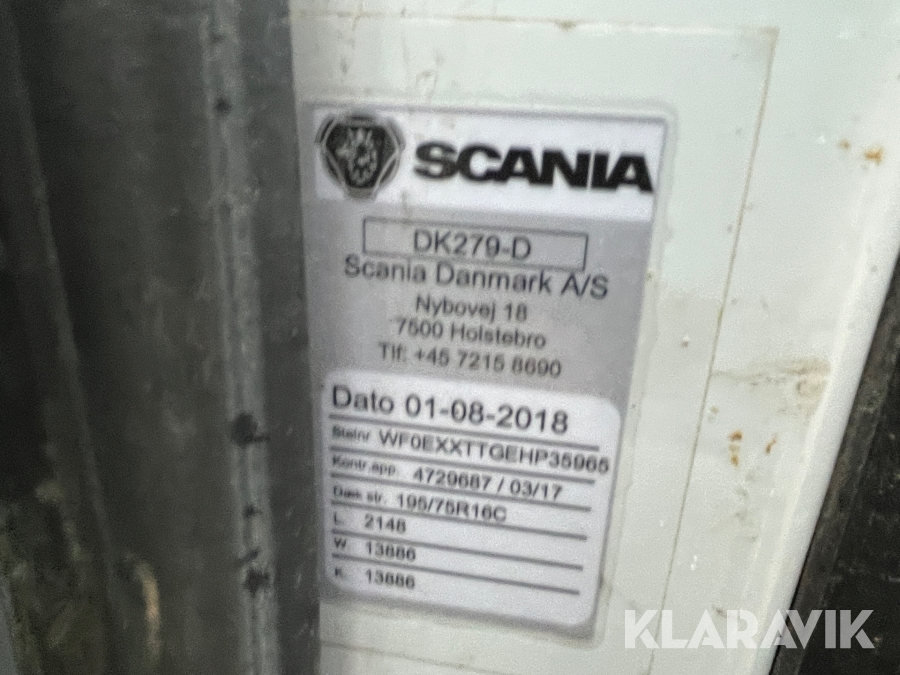 SCANIA
DK279-D
Scania Danmark A/S
Nybovej 18
7500 Holstebro
Tlf: +45 7215 8690
Dato 01-08-2018
Stelnr WF0EXXTTGEHP35965
Kontr.app. 4729687 / 03/17
Dæk str. 195/75R16C
L 2148
W 13886
K 13886
KLARAVIK